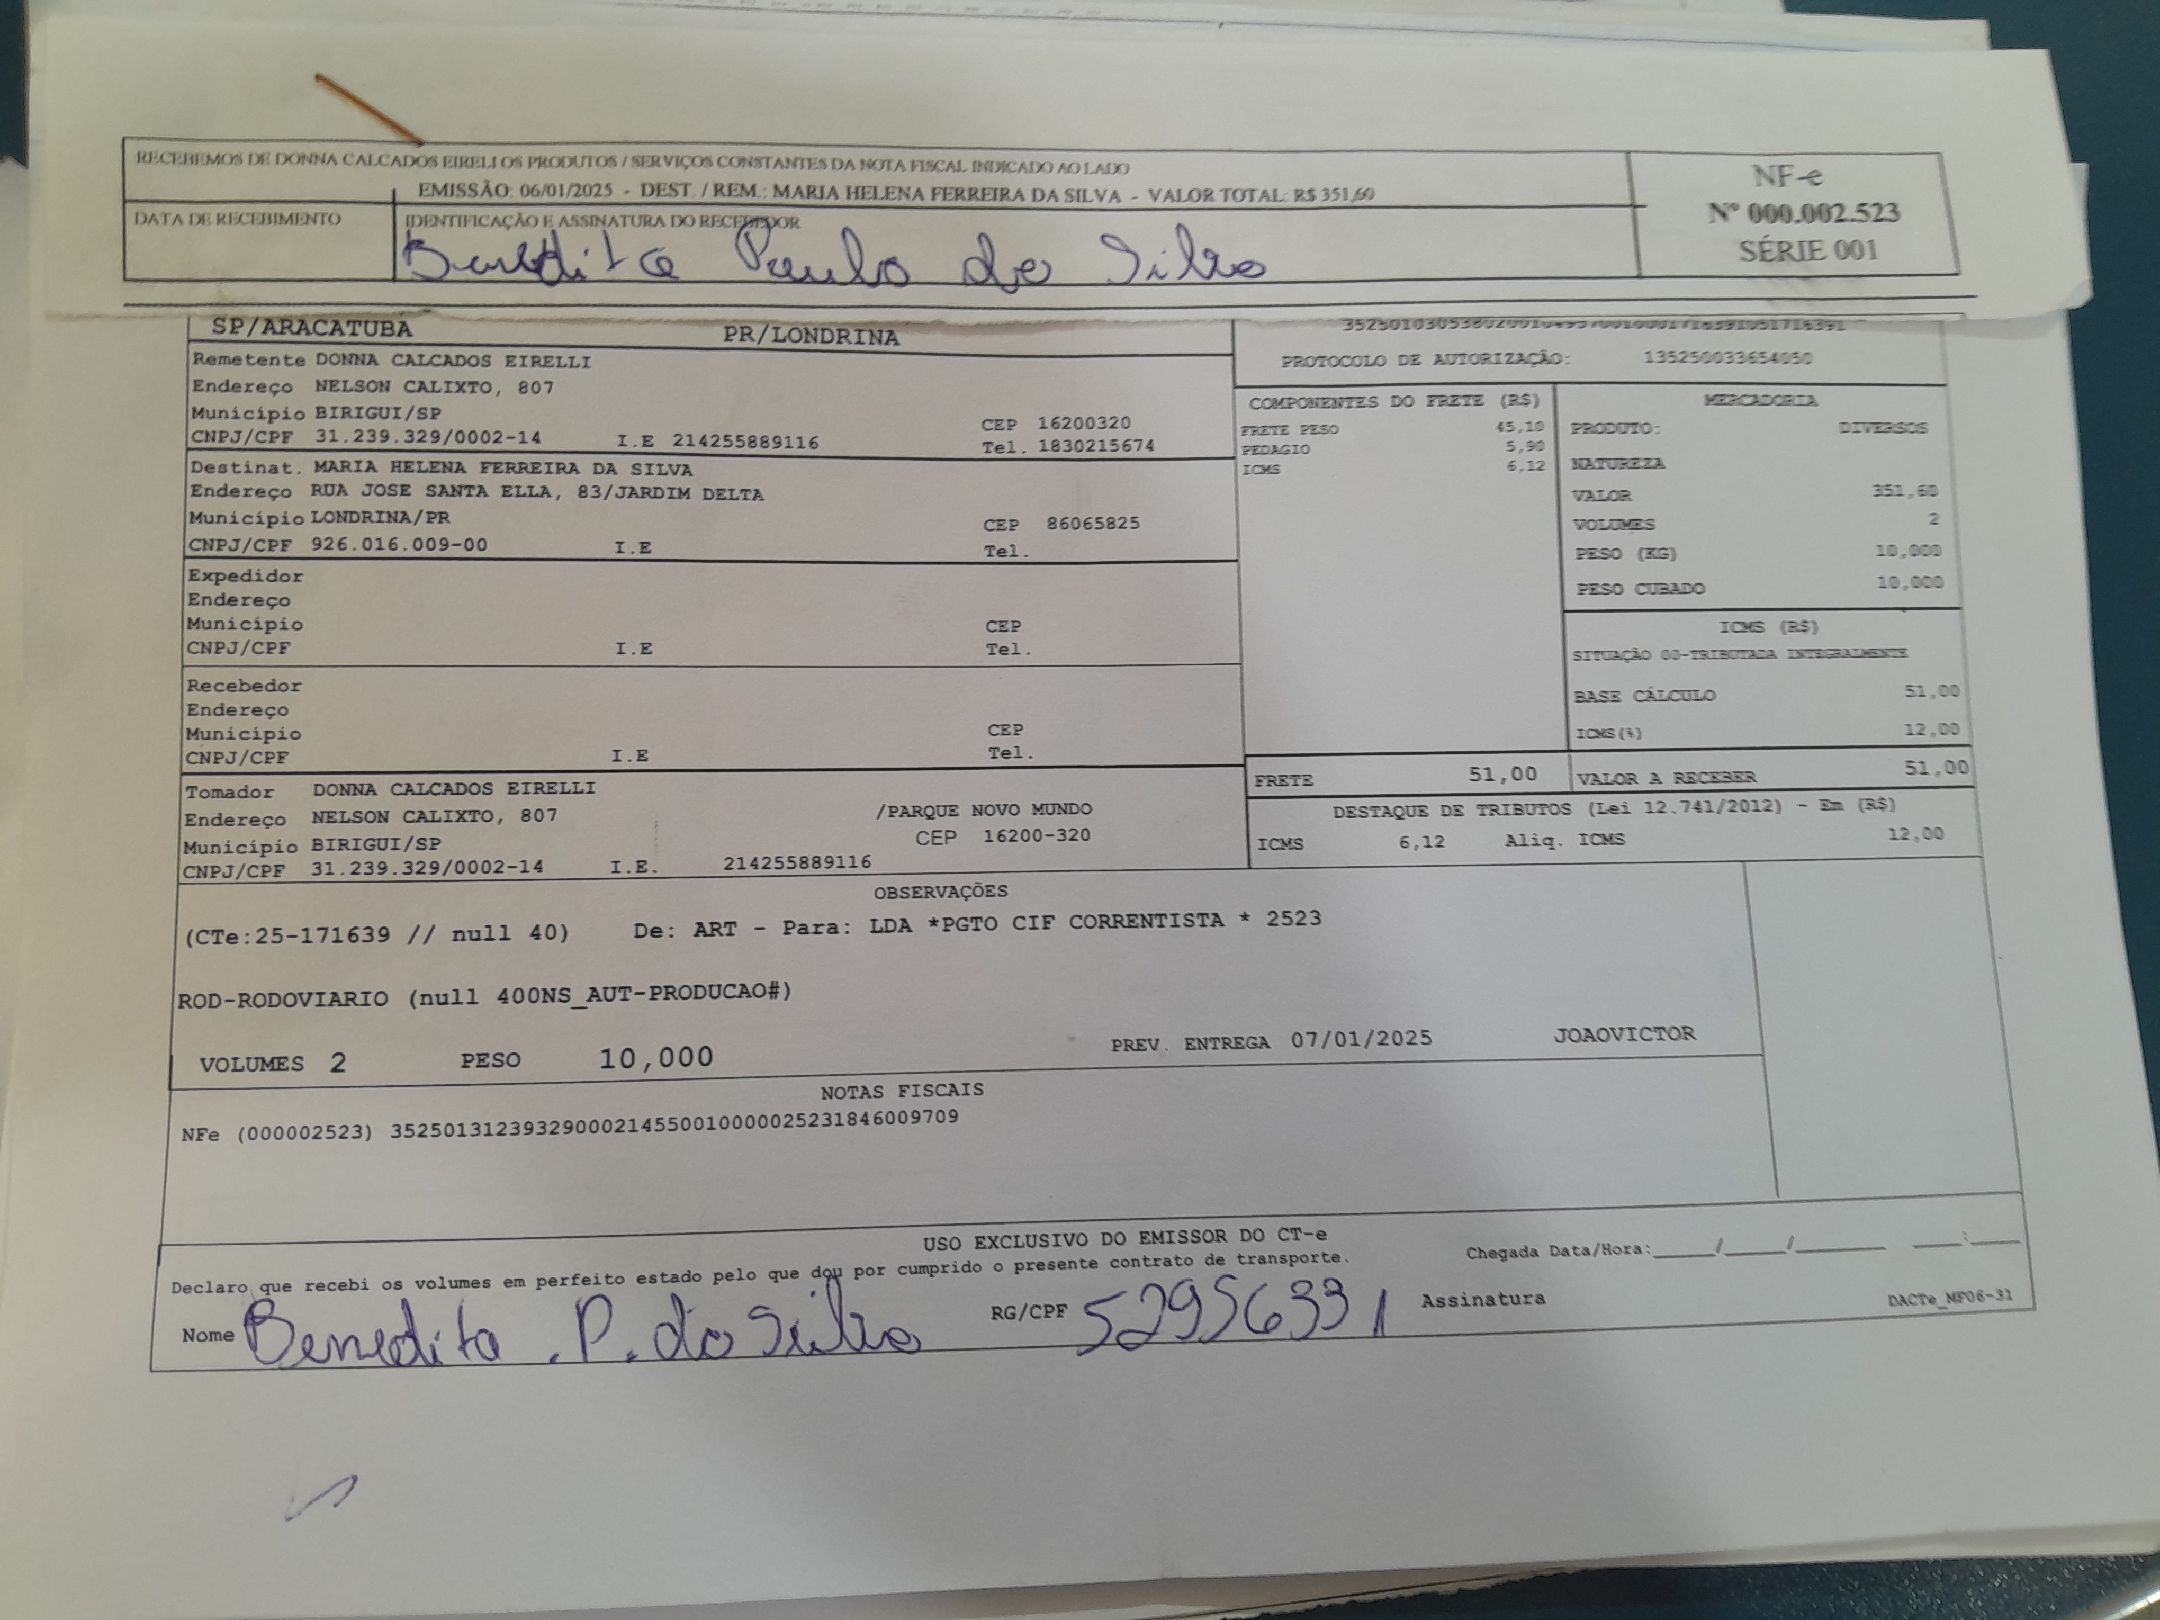 RECEBEMOS DE DONNA CALCADOS EIRELI OS PRODUTOS / SERVIÇOS CONSTANTES DA NOTA FISCAL INDICADO AO LADO
EMISSÃO: 06/01/2025 - DEST. / REM.: MARIA HELENA FERREIRA DA SILVA - VALOR TOTAL: R$ 351,60
NF-e
Nº 000.002.523
SÉRIE 001
DATA DE RECEBIMENTO
IDENTIFICAÇÃO E ASSINATURA DO RECEBEDOR
Benedita Paulo da Silva
SP/ARACATUBA PR/LONDRINA
PROTOCOLO DE AUTORIZAÇÃO: 135250033654050
Remetente DONNA CALCADOS EIRELLI
Endereço NELSON CALIXTO, 807
Município BIRIGUI/SP CEP 16200320
CNPJ/CPF 31.239.329/0002-14 I.E 214255889116 Tel. 1830215674
Destinat. MARIA HELENA FERREIRA DA SILVA
Endereço RUA JOSE SANTA ELLA, 83/JARDIM DELTA
Município LONDRINA/PR CEP 86065825
CNPJ/CPF 926.016.009-00 I.E Tel.
Expedidor
Endereço
Município CEP
CNPJ/CPF I.E Tel.
Recebedor
Endereço
Município CEP
CNPJ/CPF I.E Tel.
Tomador DONNA CALCADOS EIRELLI
Endereço NELSON CALIXTO, 807 /PARQUE NOVO MUNDO
Município BIRIGUI/SP CEP 16200-320
CNPJ/CPF 31.239.329/0002-14 I.E. 214255889116
COMPONENTES DO FRETE (R$)
FRETE PESO 45,10
PEDAGIO 5,90
ICMS 6,12
MERCADORIA
PRODUTO: DIVERSOS
NATUREZA
VALOR 351,60
VOLUMES 2
PESO (KG) 10,000
PESO CUBADO 10,000
ICMS (R$)
SITUAÇÃO 00-TRIBUTADA INTEGRALMENTE
BASE CÁLCULO 51,00
ICMS(%) 12,00
FRETE 51,00 VALOR A RECEBER 51,00
DESTAQUE DE TRIBUTOS (Lei 12.741/2012) - Em (R$)
ICMS 6,12 Aliq. ICMS 12,00
OBSERVAÇÕES
(CTe:25-171639 // null 40) De: ART - Para: LDA *PGTO CIF CORRENTISTA * 2523
ROD-RODOVIARIO (null 400NS_AUT-PRODUCAO#)
VOLUMES 2 PESO 10,000 PREV. ENTREGA 07/01/2025 JOAOVICTOR
NOTAS FISCAIS
NFe (000002523) 35250131239329000214550010000025231846009709
USO EXCLUSIVO DO EMISSOR DO CT-e
Declaro que recebi os volumes em perfeito estado pelo que dou por cumprido o presente contrato de transporte.
Chegada Data/Hora:_____/_____/________ ____:____
Nome Benedita .P. da Silva RG/CPF 52956331 Assinatura
DACTe_MF06-31